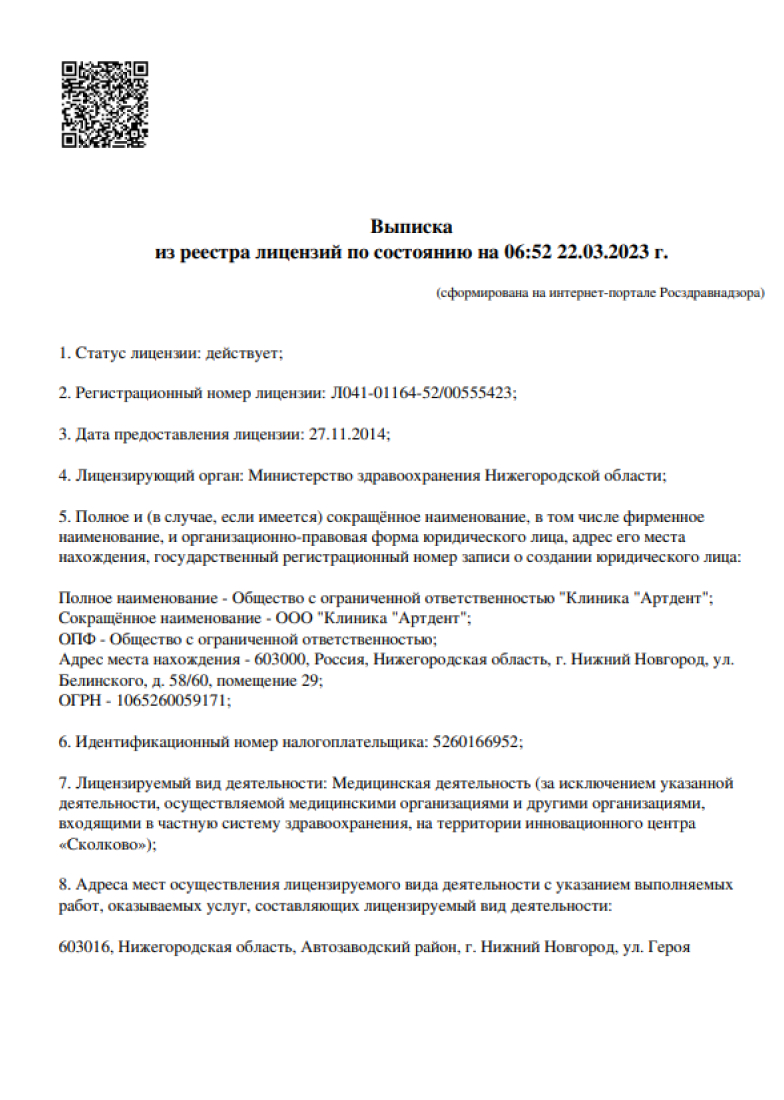 Выписка
из реестра лицензий по состоянию на 06:52 22.03.2023 г.
(сформирована на интернет-портале Росздравнадзора)
1. Статус лицензии: действует;
2. Регистрационный номер лицензии: Л041-01164-52/00555423;
3. Дата предоставления лицензии: 27.11.2014;
4. Лицензирующий орган: Министерство здравоохранения Нижегородской области;
5. Полное и (в случае, если имеется) сокращённое наименование, в том числе фирменное
наименование, и организационно-правовая форма юридического лица, адрес его места
нахождения, государственный регистрационный номер записи о создании юридического лица:
Полное наименование - Общество с ограниченной ответственностью "Клиника "Артдент";
Сокращённое наименование - ООО "Клиника "Артдент";
ОПФ - Общество с ограниченной ответственностью;
Адрес места нахождения - 603000, Россия, Нижегородская область, г. Нижний Новгород, ул.
Белинского, д. 58/60, помещение 29;
ОГРН - 1065260059171;
6. Идентификационный номер налогоплательщика: 5260166952;
7. Лицензируемый вид деятельности: Медицинская деятельность (за исключением указанной
деятельности, осуществляемой медицинскими организациями и другими организациями,
входящими в частную систему здравоохранения, на территории инновационного центра
«Сколково»);
8. Адреса мест осуществления лицензируемого вида деятельности с указанием выполняемых
работ, оказываемых услуг, составляющих лицензируемый вид деятельности:
603016, Нижегородская область, Автозаводский район, г. Нижний Новгород, ул. Героя